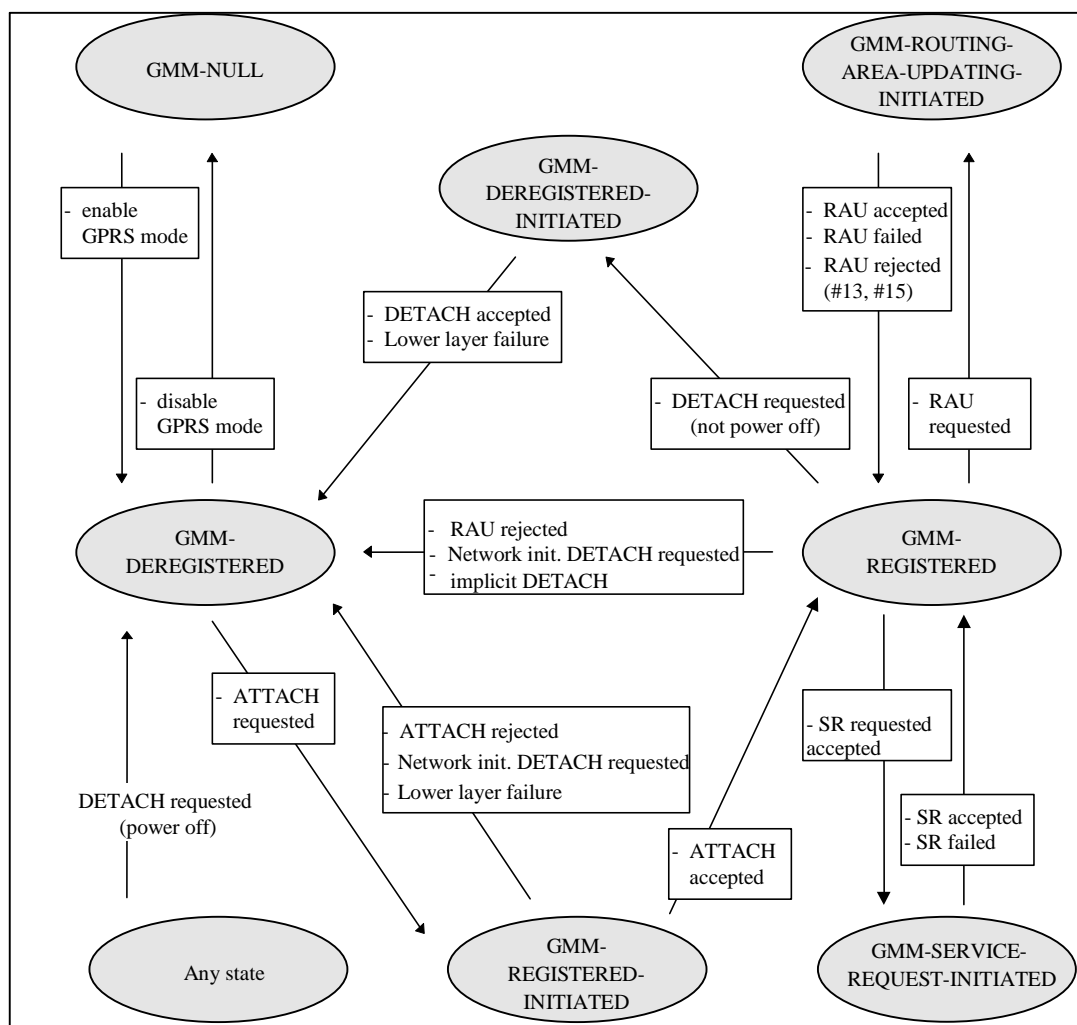 GMM-NULL
GMM-ROUTING-
AREA-UPDATING-
INITIATED
GMM-
DEREGISTERED-
INITIATED
- enable
GPRS mode
- RAU accepted
- RAU failed
- RAU rejected
(#13, #15)
- DETACH accepted
- Lower layer failure
- disable
GPRS mode
- DETACH requested
(not power off)
- RAU
requested
GMM-
DEREGISTERED
- RAU rejected
- Network init. DETACH requested
- implicit DETACH
GMM-
REGISTERED
- ATTACH
requested
- ATTACH rejected
- Network init. DETACH requested
- Lower layer failure
- SR requested
accepted
DETACH requested
(power off)
- ATTACH
accepted
- SR accepted
- SR failed
Any state
GMM-
REGISTERED-
INITIATED
GMM-SERVICE-
REQUEST-INITIATED